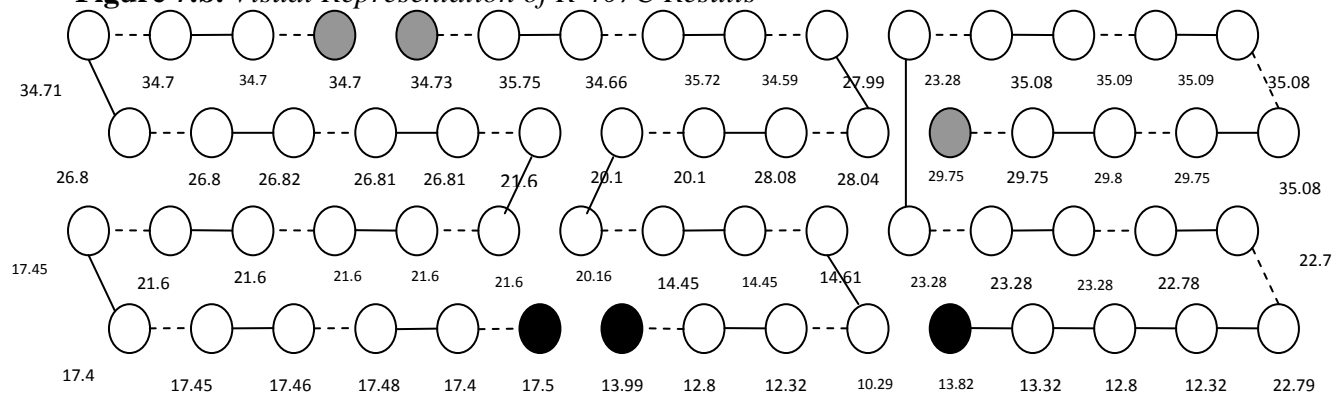 Visual Representation of R-407C Results
34.71 34.7 34.7 34.7 34.73 35.75 34.66 35.72 34.59 27.99 23.28 35.08 35.09 35.09 35.08
26.8 26.8 26.82 26.81 26.81 21.6 20.1 20.1 28.08 28.04 29.75 29.75 29.8 29.75 35.08
17.45 21.6 21.6 21.6 21.6 21.6 20.16 14.45 14.45 14.61 23.28 23.28 23.28 22.78 22.7
17.4 17.45 17.46 17.48 17.4 17.5 13.99 12.8 12.32 10.29 13.82 13.32 12.8 12.32 22.79